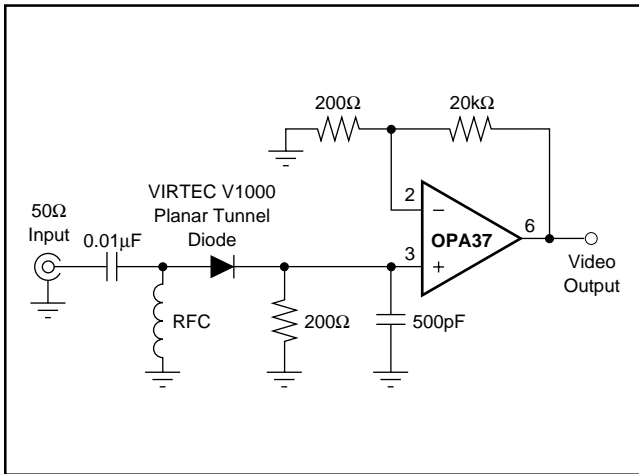 200Ω
20kΩ
VIRTEC V1000
Planar Tunnel
Diode
50Ω
Input
0.01µF
2
–
OPA37
6
3
+
Video
Output
RFC
200Ω
500pF